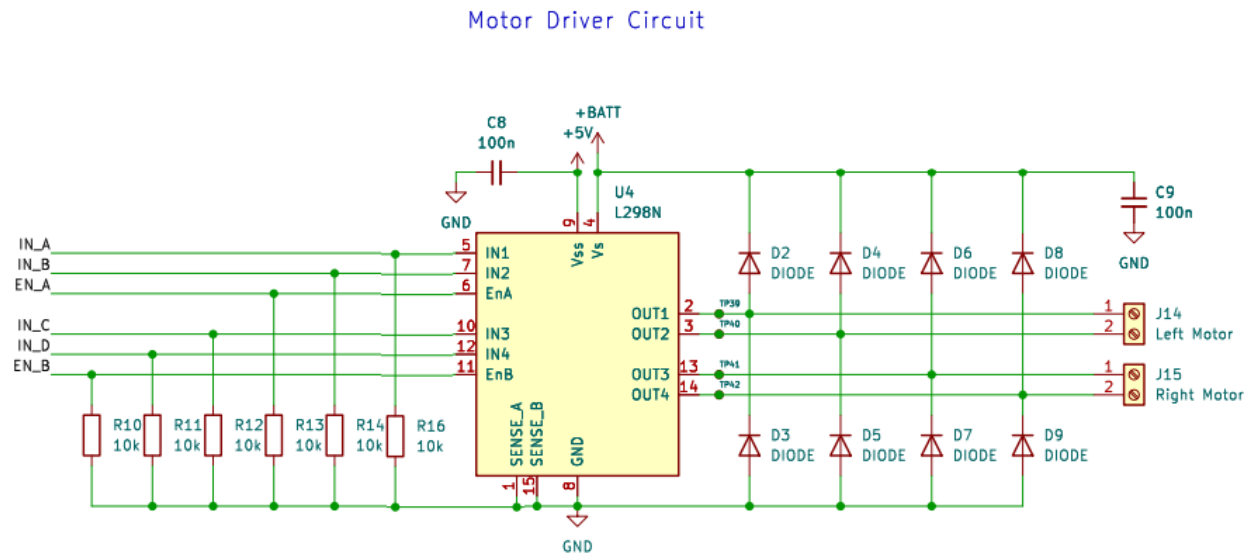 Motor Driver Circuit
+BATT
C8
+5V
100n
U4
L298N
C9
100n
GND
GND
9
4
Vss
Vs
IN_A
5
IN1
IN_B
7
IN2
EN_A
6
EnA
IN_C
10
IN3
IN_D
12
IN4
EN_B
11
EnB
D2
DIODE
D4
DIODE
D6
DIODE
D8
DIODE
OUT1
2
TP39
1
J14
OUT2
3
TP40
2
Left Motor
OUT3
13
TP41
1
J15
OUT4
14
TP42
2
Right Motor
R10
10k
R11
10k
R12
10k
R13
10k
R14
10k
R16
10k
SENSE_A
SENSE_B
GND
1
15
8
D3
DIODE
D5
DIODE
D7
DIODE
D9
DIODE
GND